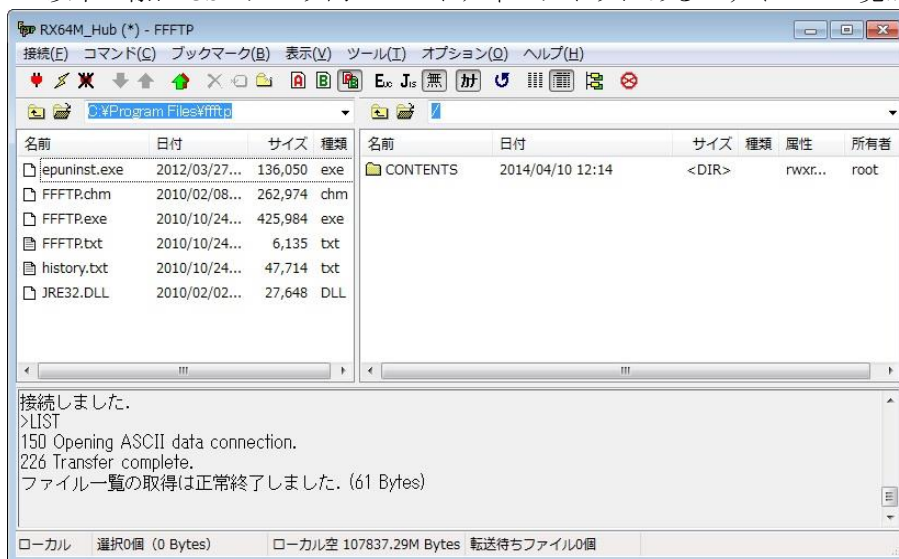 RX64M_Hub (*) - FFFTP
接続(F) コマンド(C) ブックマーク(B) 表示(V) ツール(T) オプション(O) ヘルプ(H)
A B Euc Jis 無 ｶﾅ
C:¥Program Files¥ffftp
/
名前 日付 サイズ 種類 名前 日付 サイズ 種類 属性 所有者
epuninst.exe 2012/03/27... 136,050 exe CONTENTS 2014/04/10 12:14 <DIR> rwxr... root
FFFTP.chm 2010/02/08... 262,974 chm
FFFTP.exe 2010/10/24... 425,984 exe
FFFTP.txt 2010/10/24... 6,135 txt
history.txt 2010/10/24... 47,714 txt
JRE32.DLL 2010/02/02... 27,648 DLL
接続しました.
>LIST
150 Opening ASCII data connection.
226 Transfer complete.
ファイル一覧の取得は正常終了しました. (61 Bytes)
ローカル 選択0個 (0 Bytes) ローカル空 107837.29M Bytes 転送待ちファイル0個